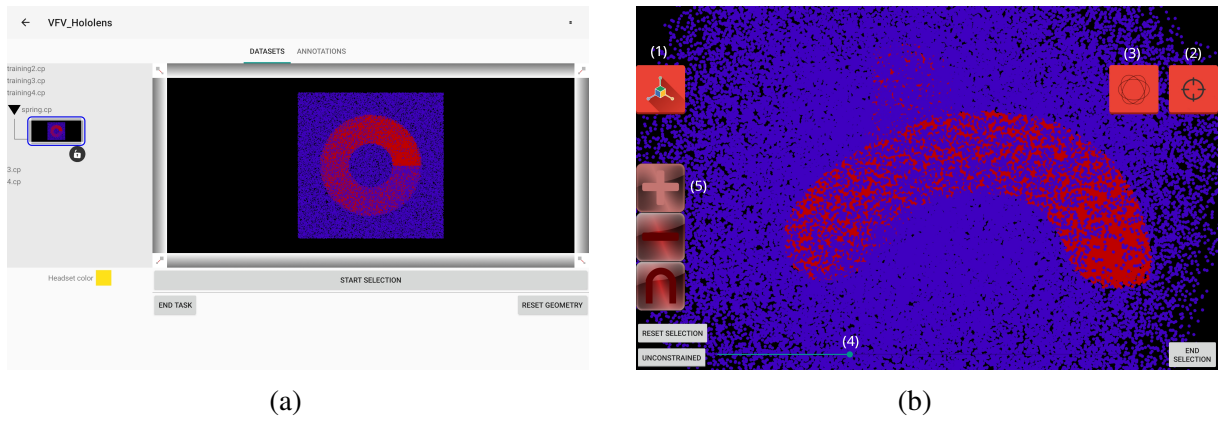 VFV_Hololens
DATASETS ANNOTATIONS
training2.cp
training3.cp
training4.cp
spring.cp
3.cp
4.cp
Headset color
START SELECTION
END TASK
RESET GEOMETRY
(a)
(1)
(3)
(2)
(5)
RESET SELECTION
(4)
UNCONSTRAINED
END
SELECTION
(b)